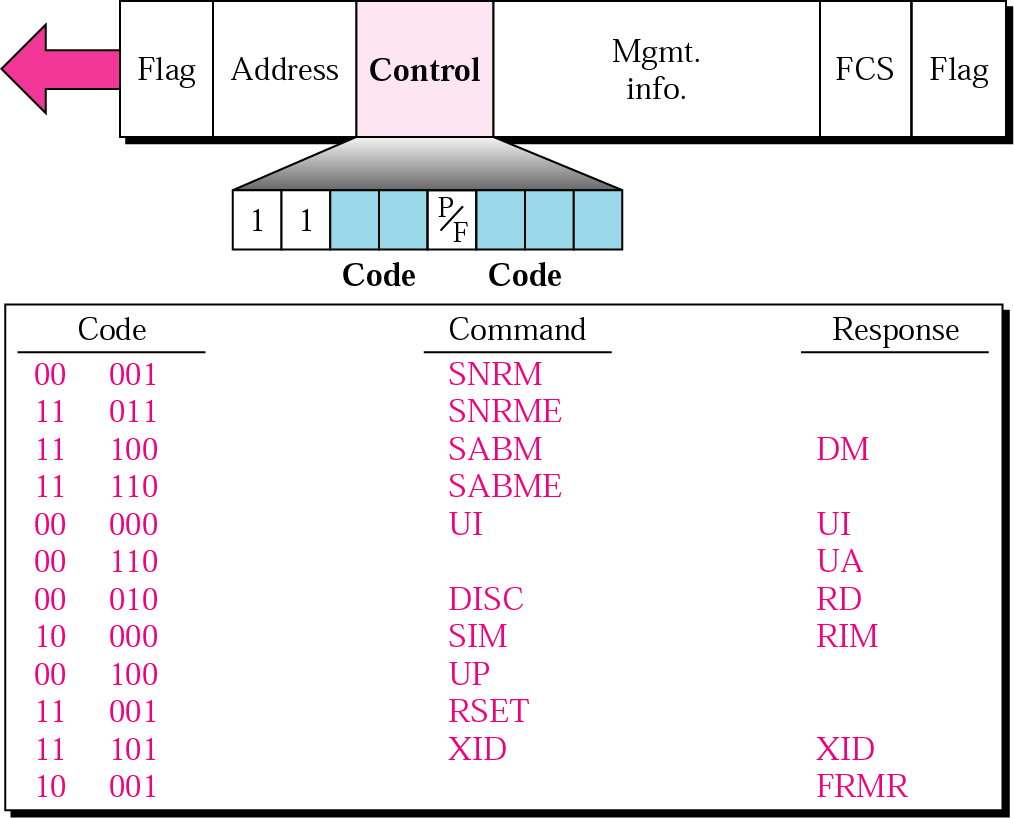 Flag Address Control Mgmt. info. FCS Flag
1 1 P/F
Code Code
Code Command Response
00 001 SNRM
11 011 SNRME
11 100 SABM DM
11 110 SABME
00 000 UI UI
00 110 UA
00 010 DISC RD
10 000 SIM RIM
00 100 UP
11 001 RSET
11 101 XID XID
10 001 FRMR